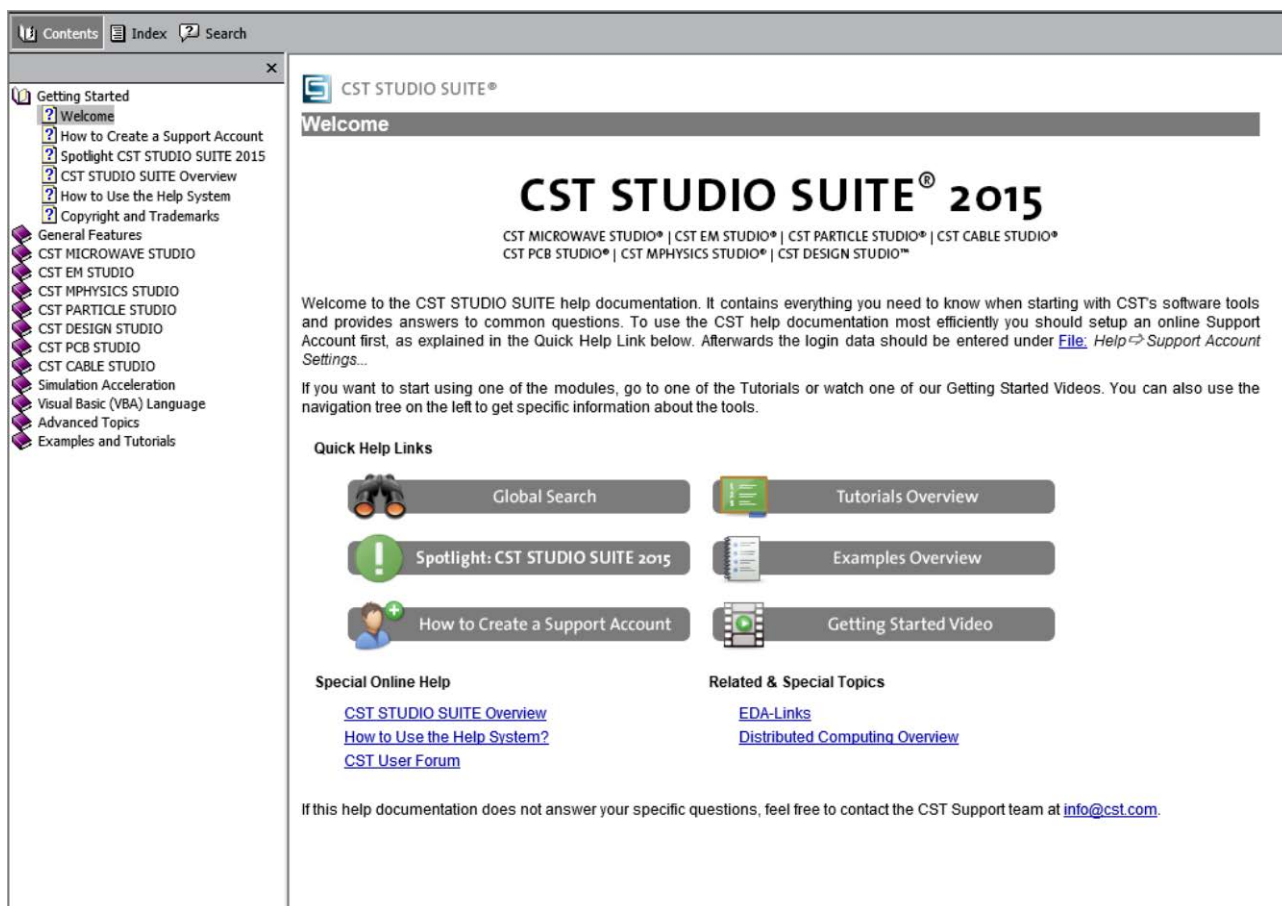 Contents Index Search
Getting Started
Welcome
How to Create a Support Account
Spotlight CST STUDIO SUITE 2015
CST STUDIO SUITE Overview
How to Use the Help System
Copyright and Trademarks
General Features
CST MICROWAVE STUDIO
CST EM STUDIO
CST MPHYSICS STUDIO
CST PARTICLE STUDIO
CST DESIGN STUDIO
CST PCB STUDIO
CST CABLE STUDIO
Simulation Acceleration
Visual Basic (VBA) Language
Advanced Topics
Examples and Tutorials
CST STUDIO SUITE®
Welcome
CST STUDIO SUITE® 2015
CST MICROWAVE STUDIO® | CST EM STUDIO® | CST PARTICLE STUDIO® | CST CABLE STUDIO®
CST PCB STUDIO® | CST MPHYSICS STUDIO® | CST DESIGN STUDIO™
Welcome to the CST STUDIO SUITE help documentation. It contains everything you need to know when starting with CST's software tools
and provides answers to common questions. To use the CST help documentation most efficiently you should setup an online Support
Account first, as explained in the Quick Help Link below. Afterwards the login data should be entered under File: Help⇨Support Account
Settings...
If you want to start using one of the modules, go to one of the Tutorials or watch one of our Getting Started Videos. You can also use the
navigation tree on the left to get specific information about the tools.
Quick Help Links
Global Search
Tutorials Overview
Spotlight: CST STUDIO SUITE 2015
Examples Overview
How to Create a Support Account
Getting Started Video
Special Online Help
CST STUDIO SUITE Overview
How to Use the Help System?
CST User Forum
Related & Special Topics
EDA-Links
Distributed Computing Overview
If this help documentation does not answer your specific questions, feel free to contact the CST Support team at info@cst.com.